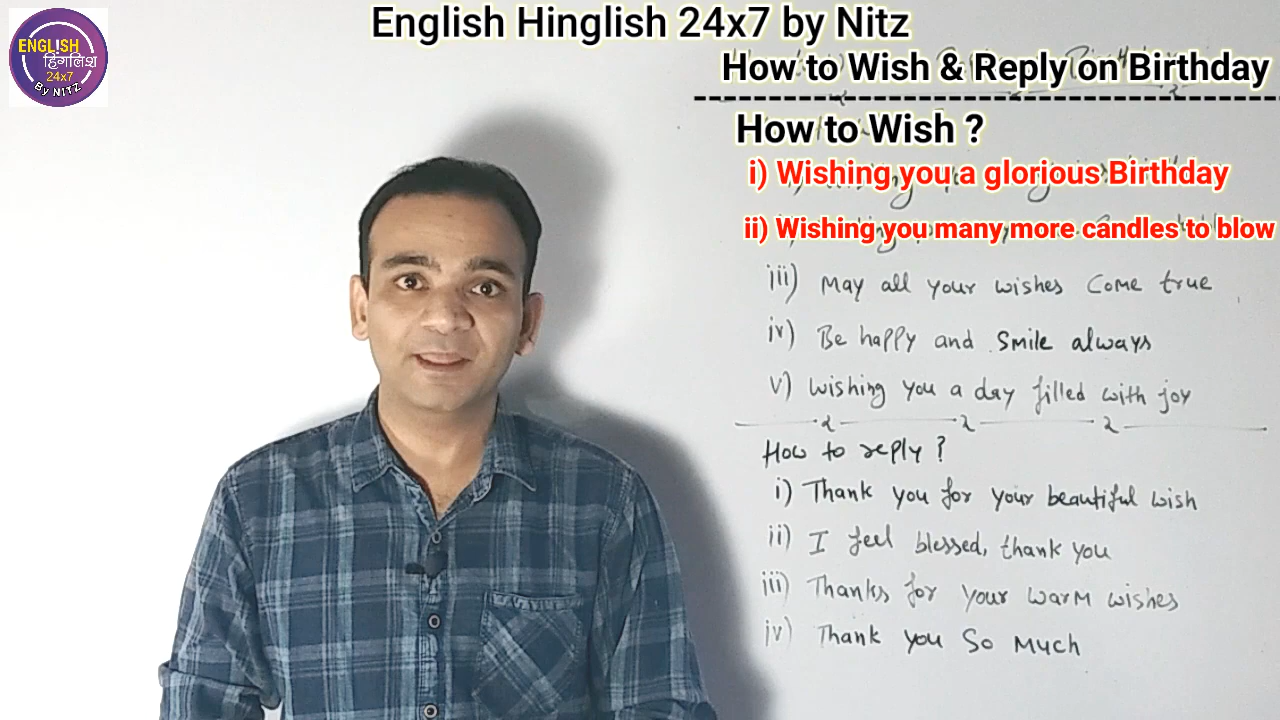 English Hinglish 24x7 by Nitz
ENGLISH
हिंगलिश
24x7
By NITZ
How to Wish & Reply on Birthday
How to Wish ?
i) Wishing you a glorious Birthday
ii) Wishing you many more candles to blow
iii) May all your wishes Come true
iv) Be happy and Smile always
v) Wishing you a day filled with joy
How to reply ?
i) Thank you for your beautiful wish
ii) I feel blessed, thank you
iii) Thanks for your warm wishes
iv) Thank you So Much